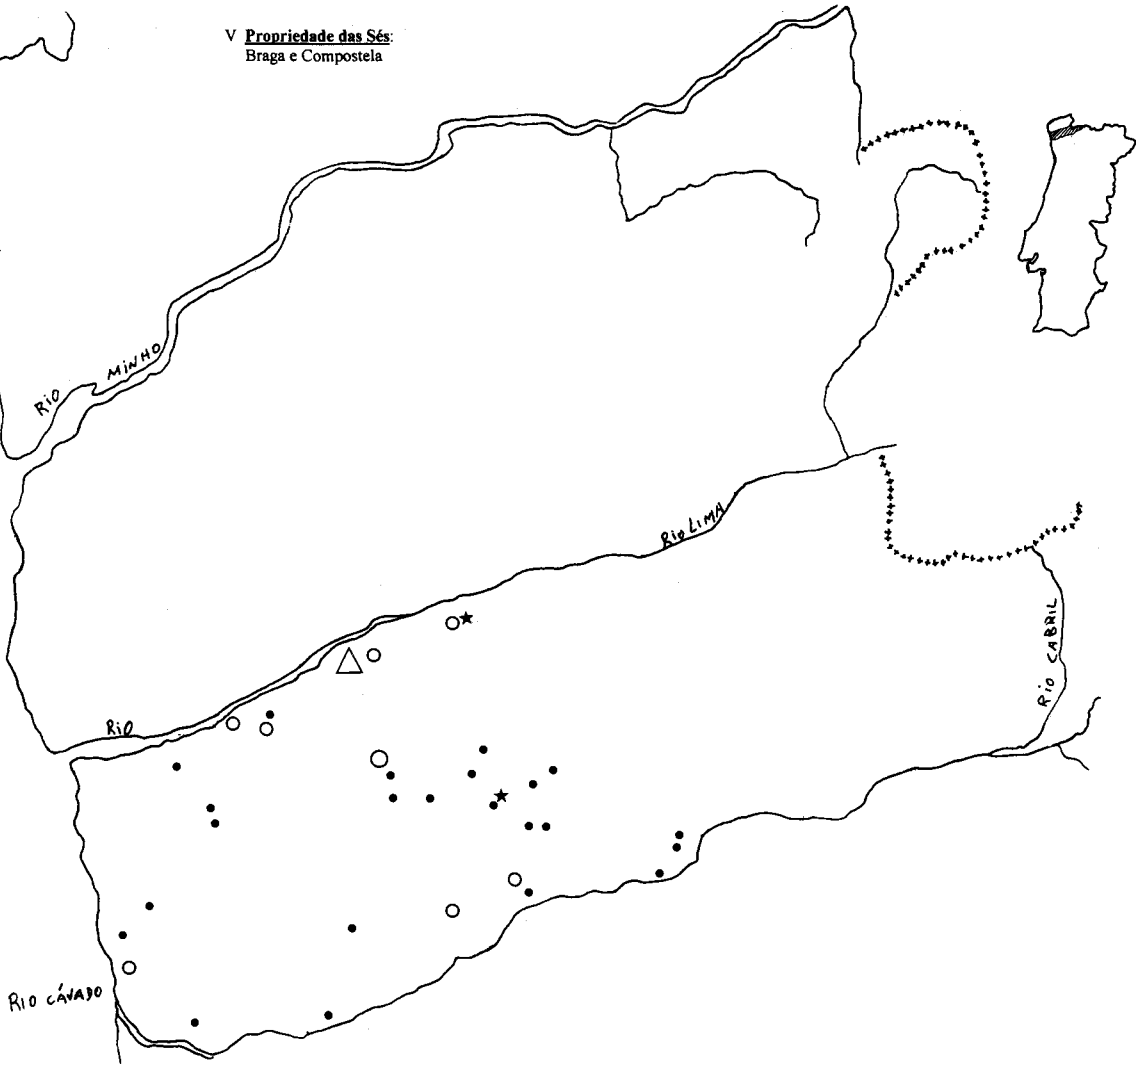 V Propriedade das Sés:
Braga e Compostela
RIO MINHO
RIO LIMA
RIO CABRIL
RIO
RIO CÁVADO